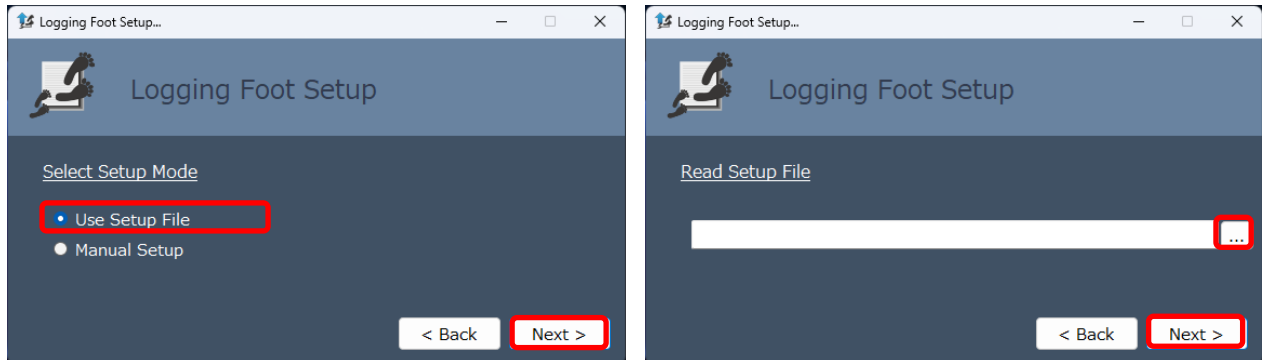 Logging Foot Setup...
Logging Foot Setup
Select Setup Mode
Use Setup File
Manual Setup
< Back
Next >
Logging Foot Setup...
Logging Foot Setup
Read Setup File
...
< Back
Next >